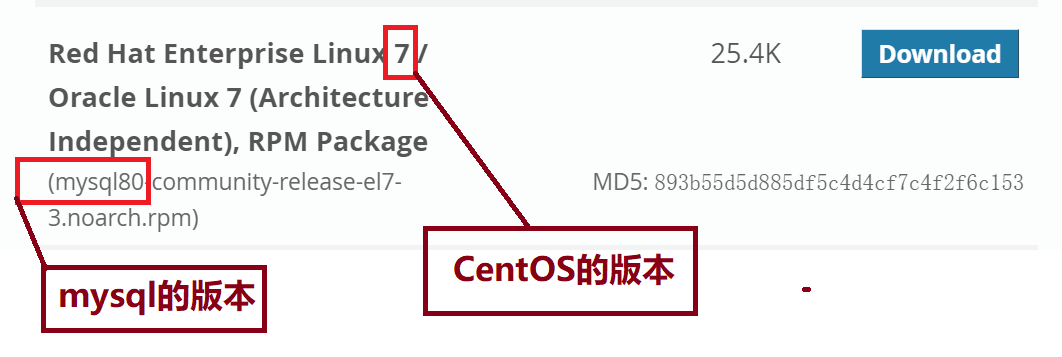 Red Hat Enterprise Linux 7 /
Oracle Linux 7 (Architecture
Independent), RPM Package
25.4K
Download
(mysql80-community-release-el7-
3.noarch.rpm)
MD5: 893b55d5d885df5c4d4cf7c4f2f6c153
CentOS的版本
mysql的版本